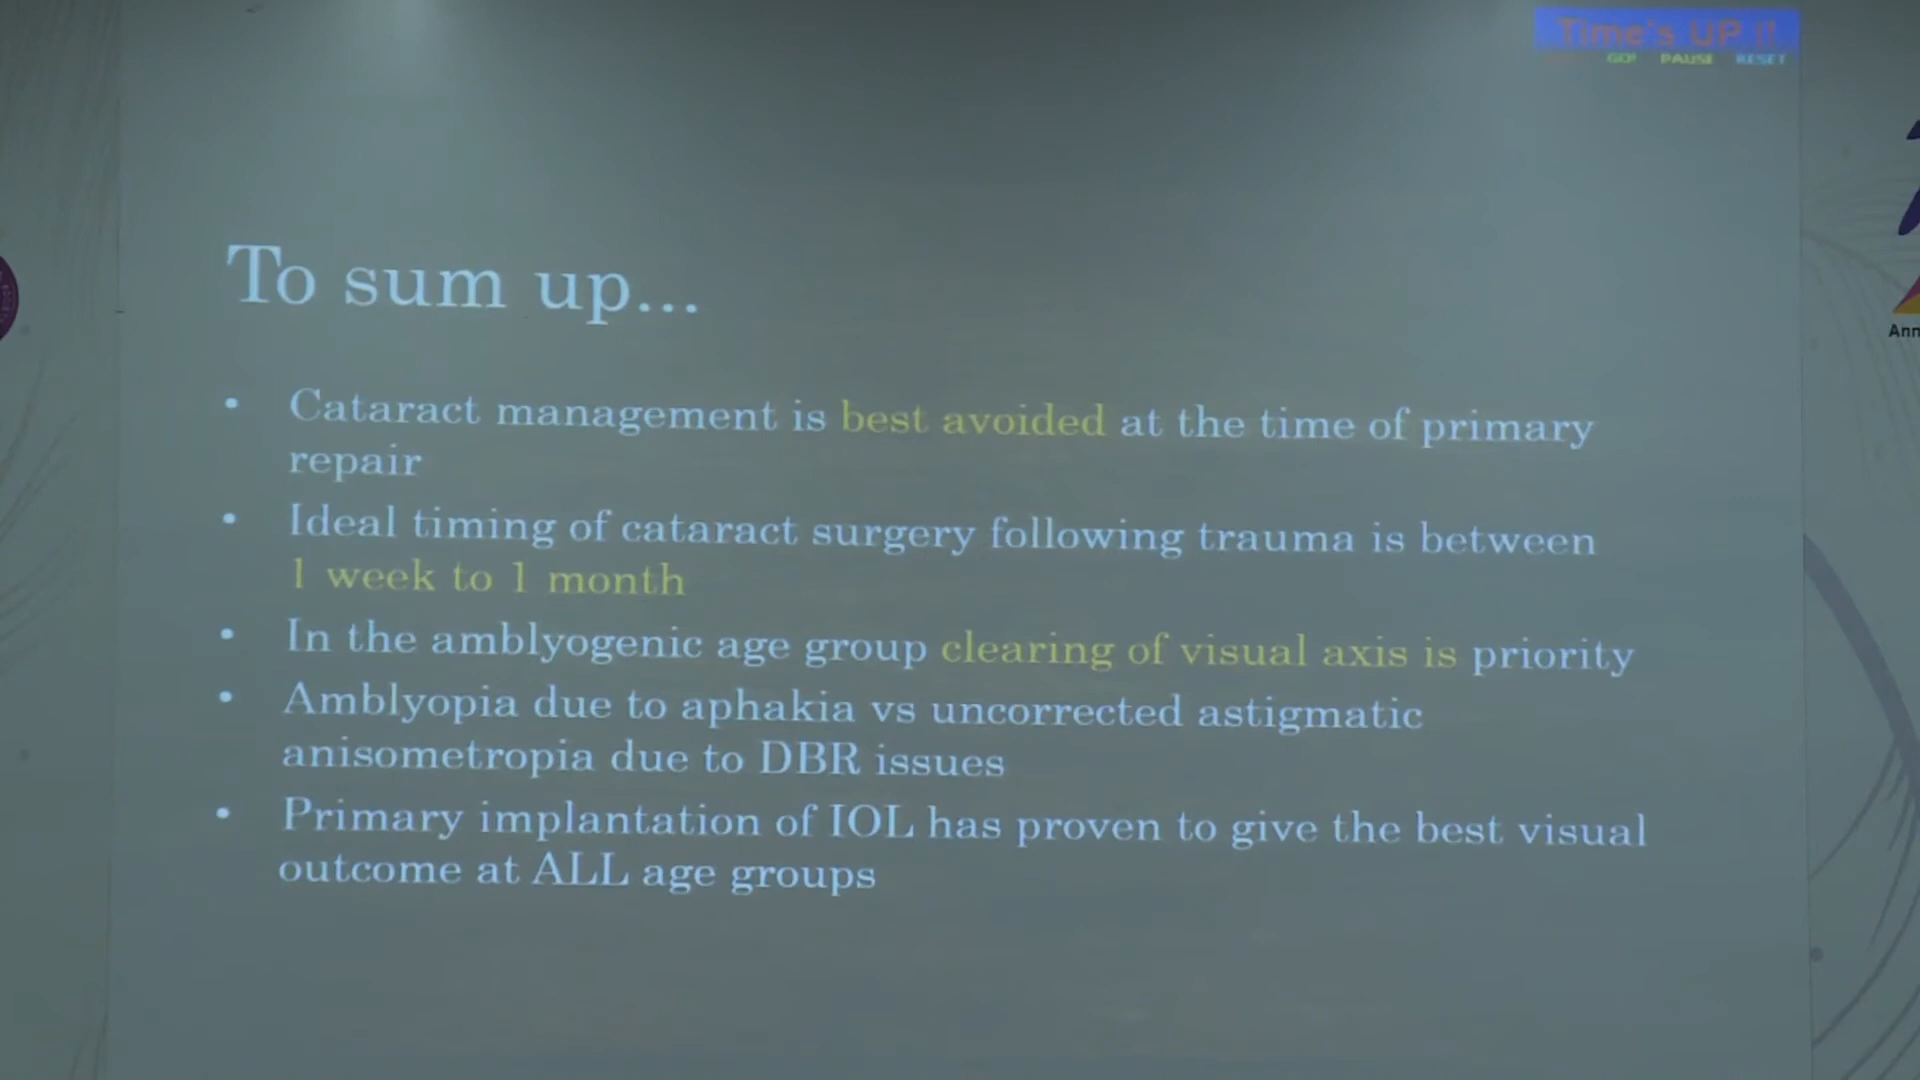 Time's UP !!
GO! PAUSE RESET
To sum up...
• Cataract management is best avoided at the time of primary
repair
• Ideal timing of cataract surgery following trauma is between
1 week to 1 month
• In the amblyogenic age group clearing of visual axis is priority
• Amblyopia due to aphakia vs uncorrected astigmatic
anisometropia due to DBR issues
• Primary implantation of IOL has proven to give the best visual
outcome at ALL age groups
Ann